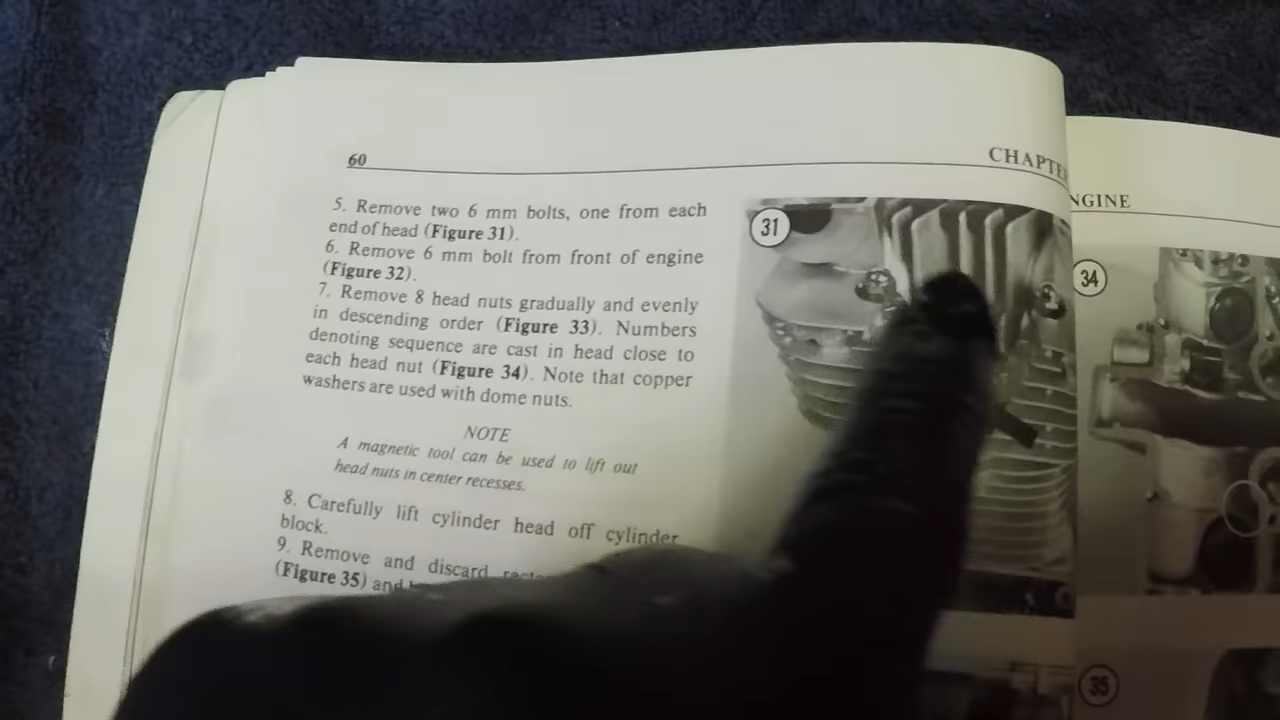 60
CHAPTE
5. Remove two 6 mm bolts, one from each
end of head (Figure 31).
6. Remove 6 mm bolt from front of engine
(Figure 32).
7. Remove 8 head nuts gradually and evenly
in descending order (Figure 33). Numbers
denoting sequence are cast in head close to
each head nut (Figure 34). Note that copper
washers are used with dome nuts.
NOTE
A magnetic tool can be used to lift out
head nuts in center recesses.
8. Carefully lift cylinder head off cylinder
block.
9. Remove and discard
(Figure 35) and
31
NGINE
34
35